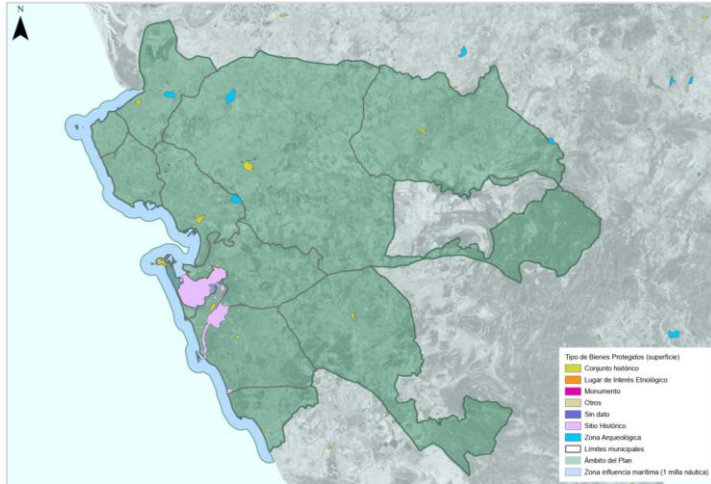 N
Tipo de Bienes Protegidos (superficie)
Conjunto histórico
Lugar de Interés Etnológico
Monumento
Otros
Sin dato
Sitio Histórico
Zona Arqueológica
Límites municipales
Ámbito del Plan
Zona influencia marítima (1 milla náutica)